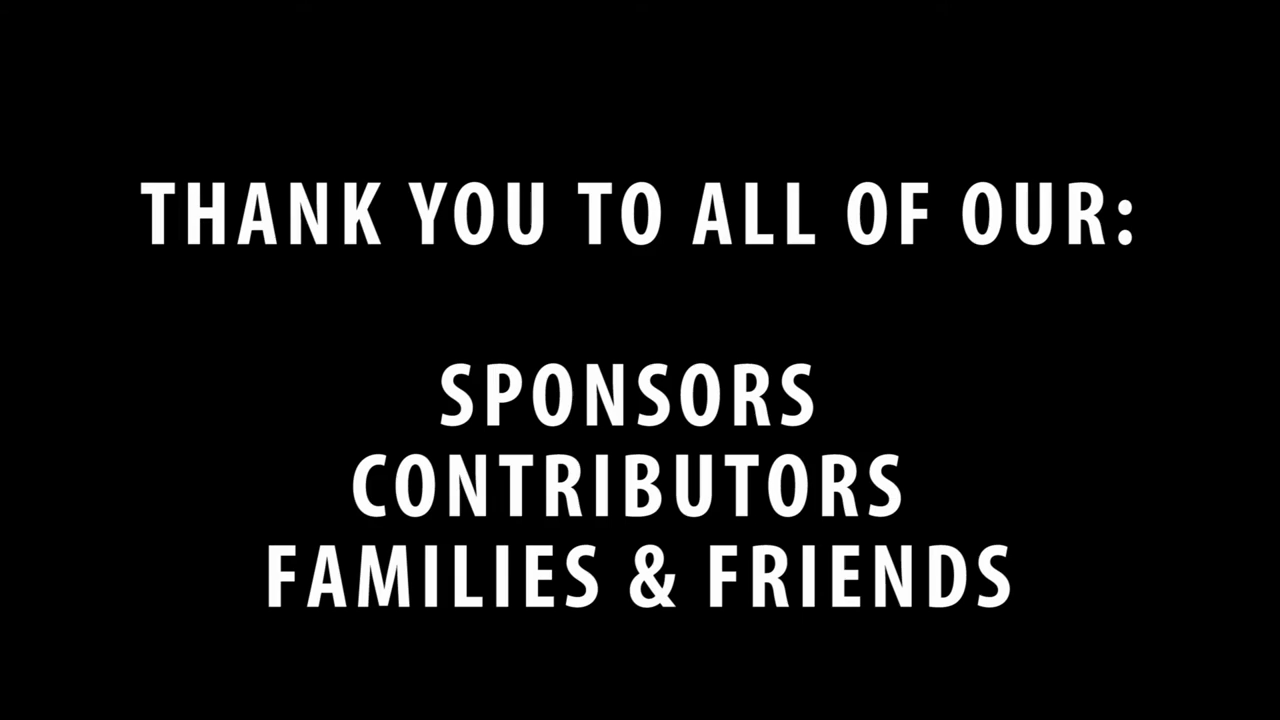 THANK YOU TO ALL OF OUR:
SPONSORS
CONTRIBUTORS
FAMILIES & FRIENDS